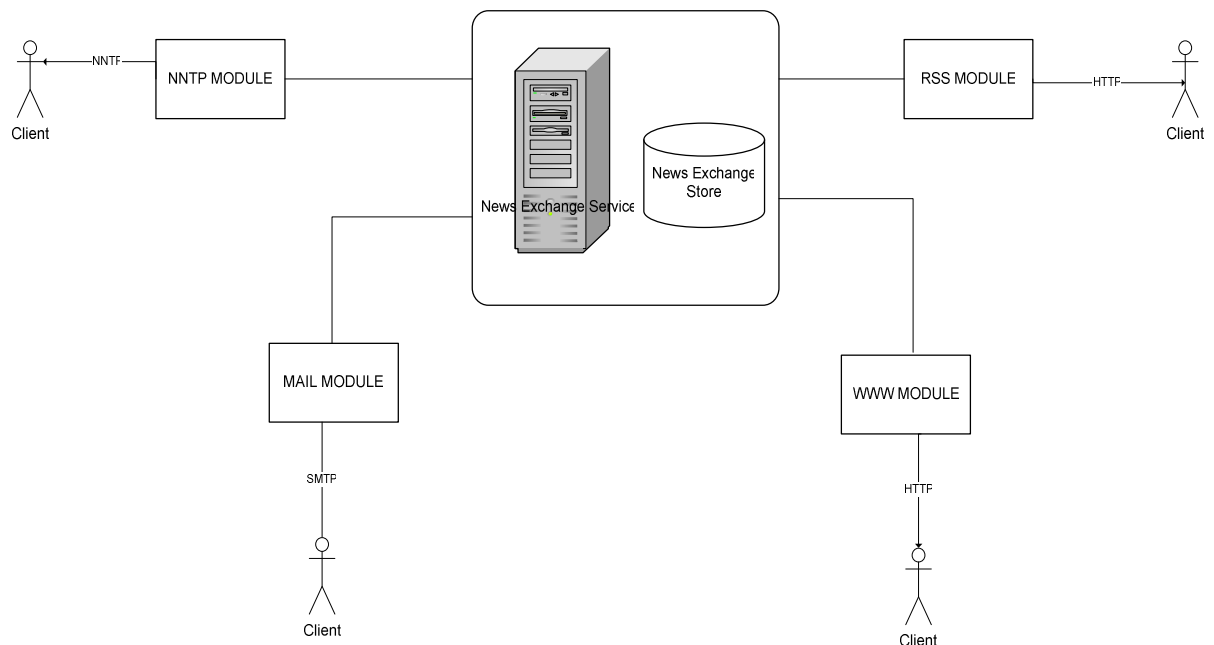 NNTP
NNTP MODULE
Client
News Exchange Service
News Exchange
Store
RSS MODULE
HTTP
Client
MAIL MODULE
SMTP
Client
WWW MODULE
HTTP
Client